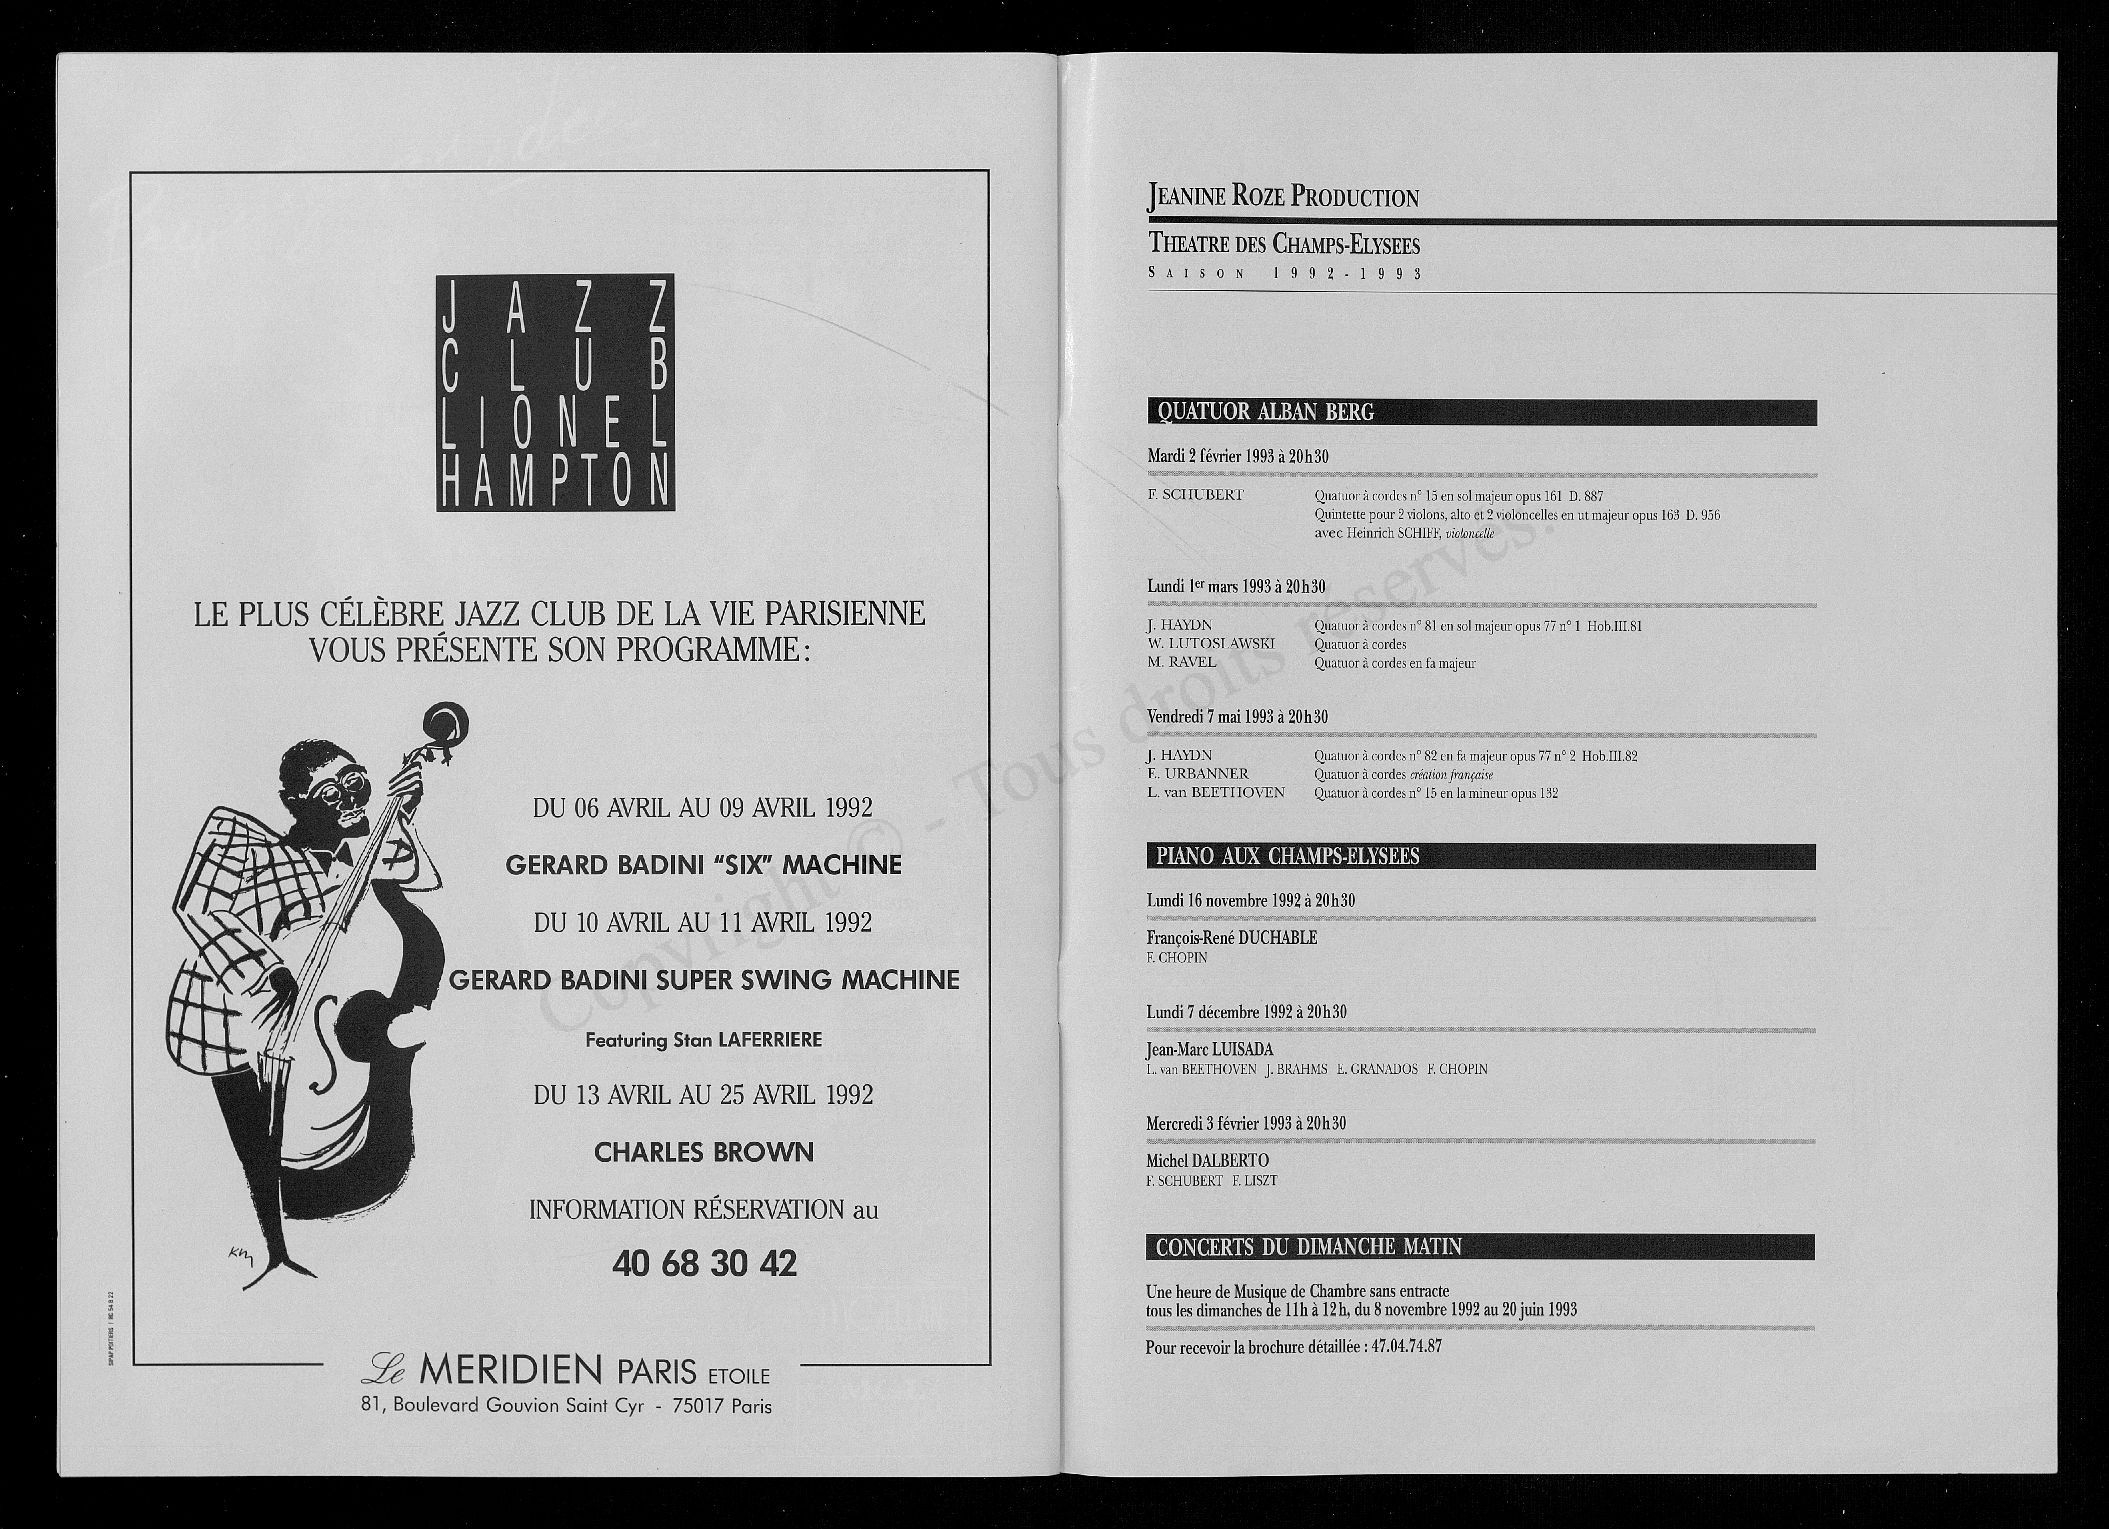 JAZZ
CLUB
LIONEL
HAMPTON
LE PLUS CÉLÈBRE JAZZ CLUB DE LA VIE PARISIENNE
VOUS PRÉSENTE SON PROGRAMME :
DU 06 AVRIL AU 09 AVRIL 1992
GERARD BADINI “SIX” MACHINE
DU 10 AVRIL AU 11 AVRIL 1992
GERARD BADINI SUPER SWING MACHINE
Featuring Stan LAFERRIERE
DU 13 AVRIL AU 25 AVRIL 1992
CHARLES BROWN
INFORMATION RÉSERVATION au
40 68 30 42
Le MERIDIEN PARIS ETOILE
81, Boulevard Gouvion Saint Cyr - 75017 Paris
JEANINE ROZE PRODUCTION
THEATRE DES CHAMPS-ELYSEES
SAISON 1992-1993
QUATUOR ALBAN BERG
Mardi 2 février 1993 à 20h30
F. SCHUBERT Quatuor à cordes n° 15 en sol majeur opus 161 D. 887
Quintette pour 2 violons, alto et 2 violoncelles en ut majeur opus 163 D. 956
avec Heinrich SCHIFF, violoncelle
Lundi 1er mars 1993 à 20h30
J. HAYDN Quatuor à cordes n° 81 en sol majeur opus 77 n° 1 Hob.III.81
W. LUTOSLAWSKI Quatuor à cordes
M. RAVEL Quatuor à cordes en fa majeur
Vendredi 7 mai 1993 à 20h30
J. HAYDN Quatuor à cordes n° 82 en fa majeur opus 77 n° 2 Hob.III.82
E. URBANNER Quatuor à cordes création française
L. van BEETHOVEN Quatuor à cordes n° 15 en la mineur opus 132
PIANO AUX CHAMPS-ELYSEES
Lundi 16 novembre 1992 à 20h30
François-René DUCHABLE
F. CHOPIN
Lundi 7 décembre 1992 à 20h30
Jean-Marc LUISADA
L. van BEETHOVEN J. BRAHMS E. GRANADOS F. CHOPIN
Mercredi 3 février 1993 à 20h30
Michel DALBERTO
F. SCHUBERT F. LISZT
CONCERTS DU DIMANCHE MATIN
Une heure de Musique de Chambre sans entracte
tous les dimanches de 11h à 12h, du 8 novembre 1992 au 20 juin 1993
Pour recevoir la brochure détaillée : 47.04.74.87
Copyright © - Tous droits réservés.